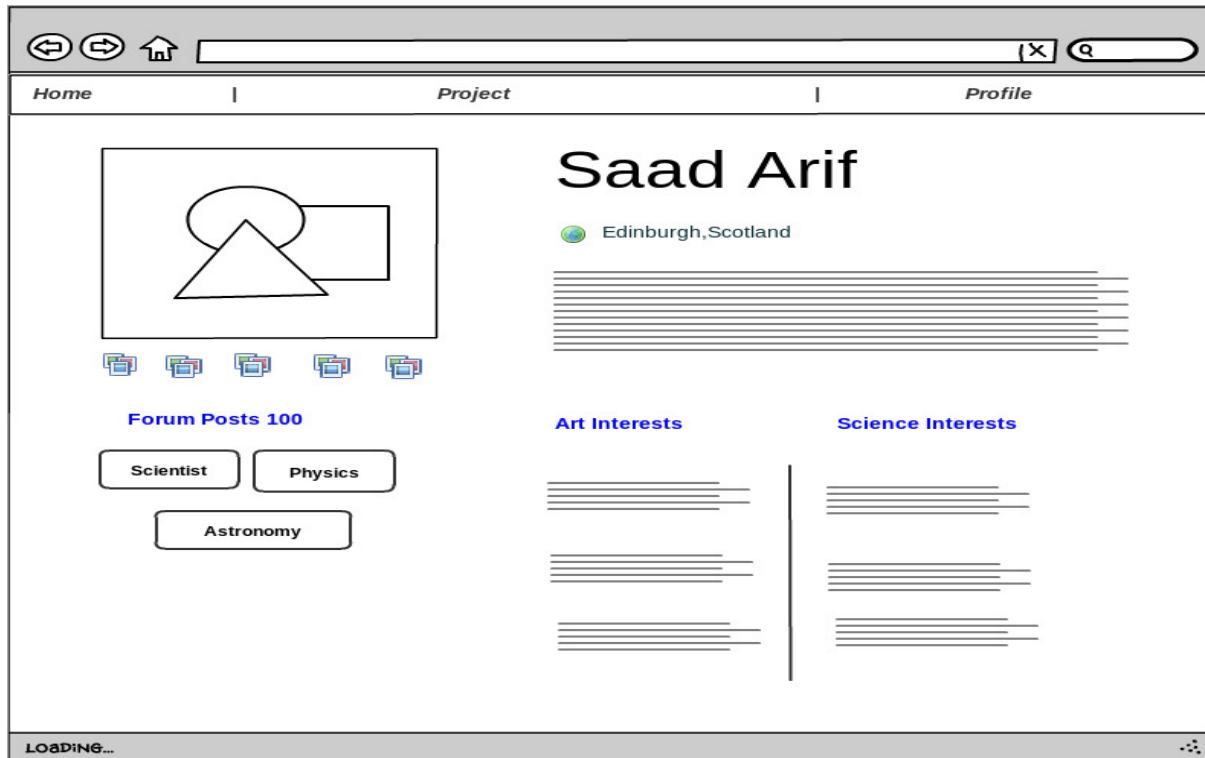 Home | Project | Profile
Saad Arif
Edinburgh,Scotland
Forum Posts 100
Scientist
Physics
Astronomy
Art Interests
Science Interests
LOADING...